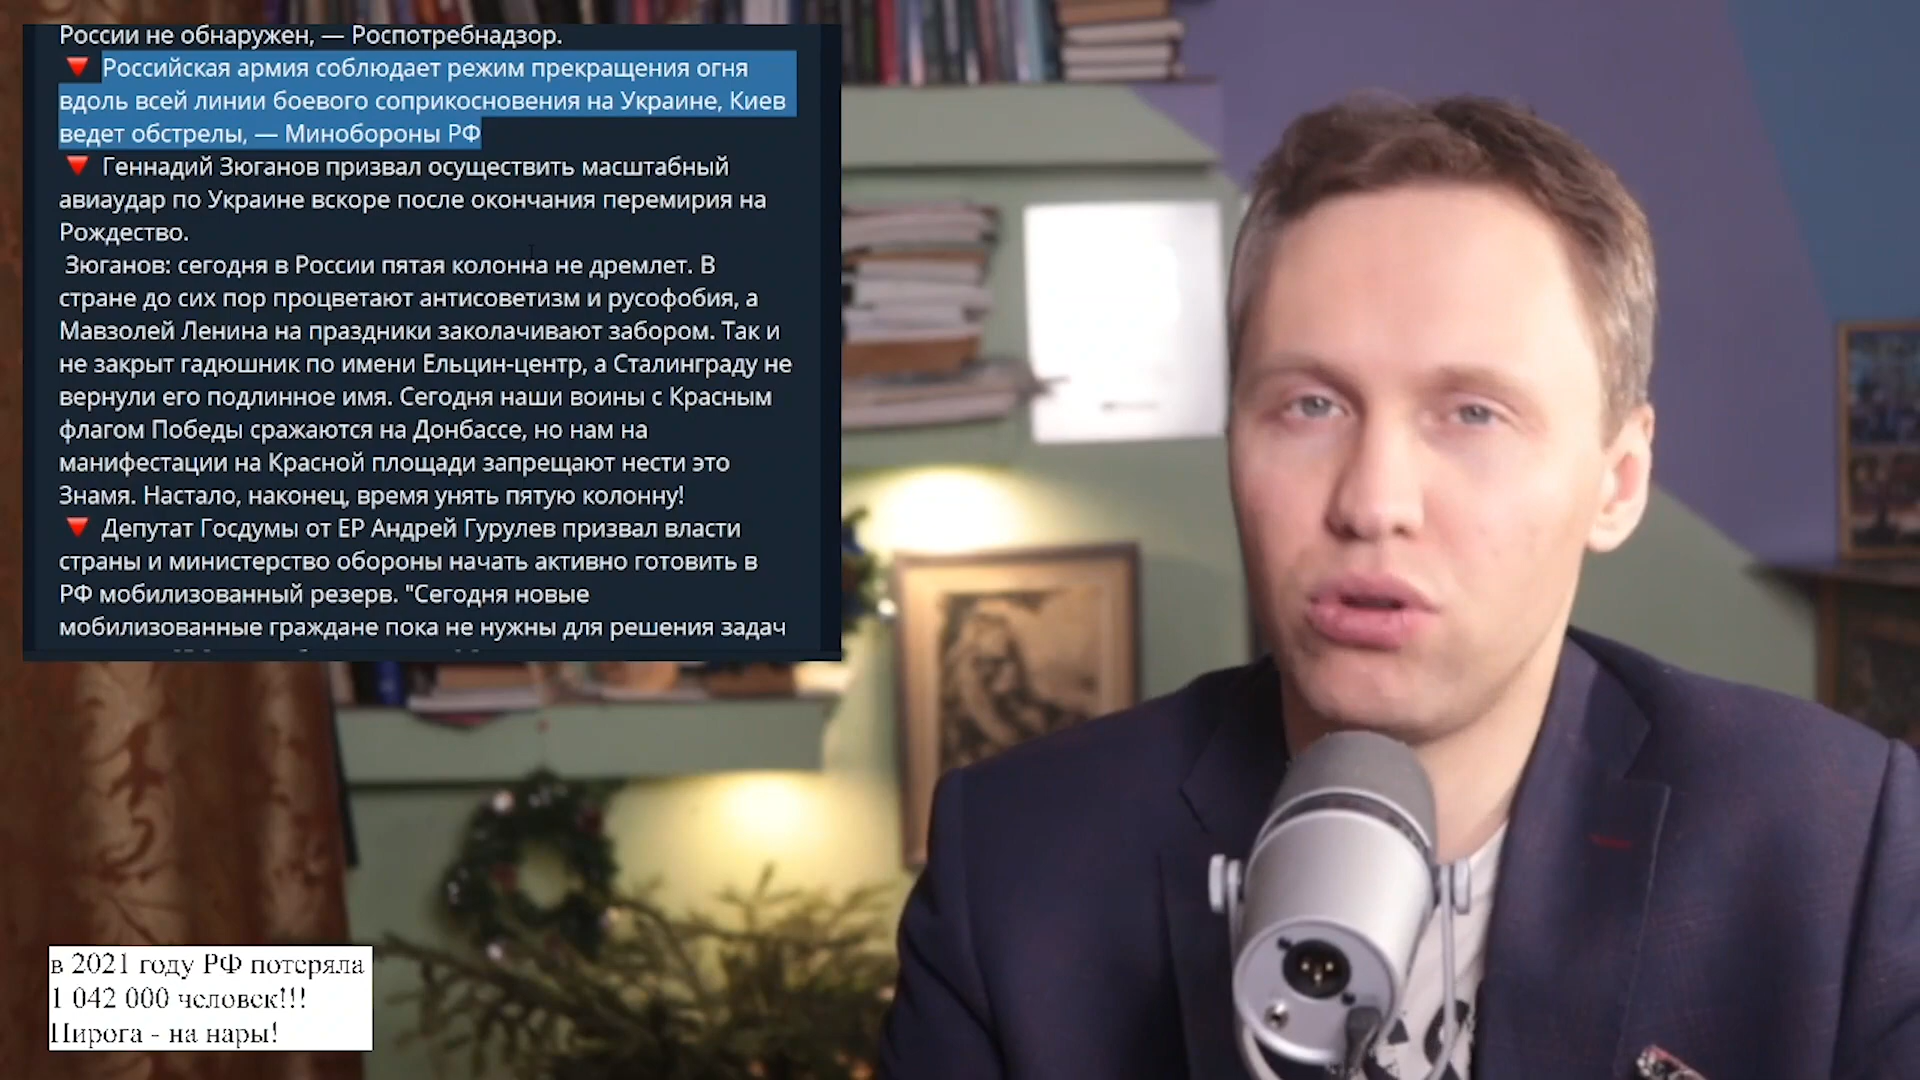 России не обнаружен, — Роспотребнадзор.
🔻 Российская армия соблюдает режим прекращения огня
вдоль всей линии боевого соприкосновения на Украине, Киев
ведет обстрелы, — Минобороны РФ
🔻 Геннадий Зюганов призвал осуществить масштабный
авиаудар по Украине вскоре после окончания перемирия на
Рождество.
Зюганов: сегодня в России пятая колонна не дремлет. В
стране до сих пор процветают антисоветизм и русофобия, а
Мавзолей Ленина на праздники заколачивают забором. Так и
не закрыт гадюшник по имени Ельцин-центр, а Сталинграду не
вернули его подлинное имя. Сегодня наши воины с Красным
флагом Победы сражаются на Донбассе, но нам на
манифестации на Красной площади запрещают нести это
Знамя. Настало, наконец, время унять пятую колонну!
🔻 Депутат Госдумы от ЕР Андрей Гурулев призвал власти
страны и министерство обороны начать активно готовить в
РФ мобилизованный резерв. "Сегодня новые
мобилизованные граждане пока не нужны для решения задач
в 2021 году РФ потеряла
1 042 000 человек!!!
Пирога - на нары!